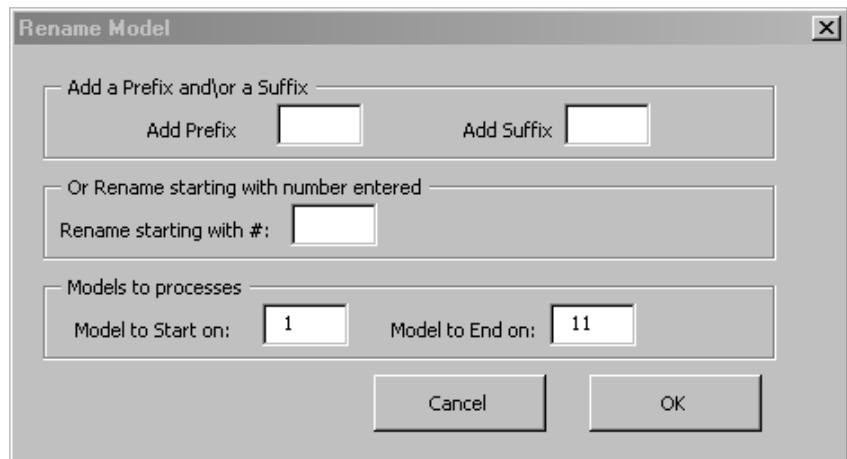 Rename Model
Add a Prefix and\or a Suffix
Add Prefix
Add Suffix
Or Rename starting with number entered
Rename starting with #:
Models to processes
Model to Start on: 1
Model to End on: 11
Cancel
OK